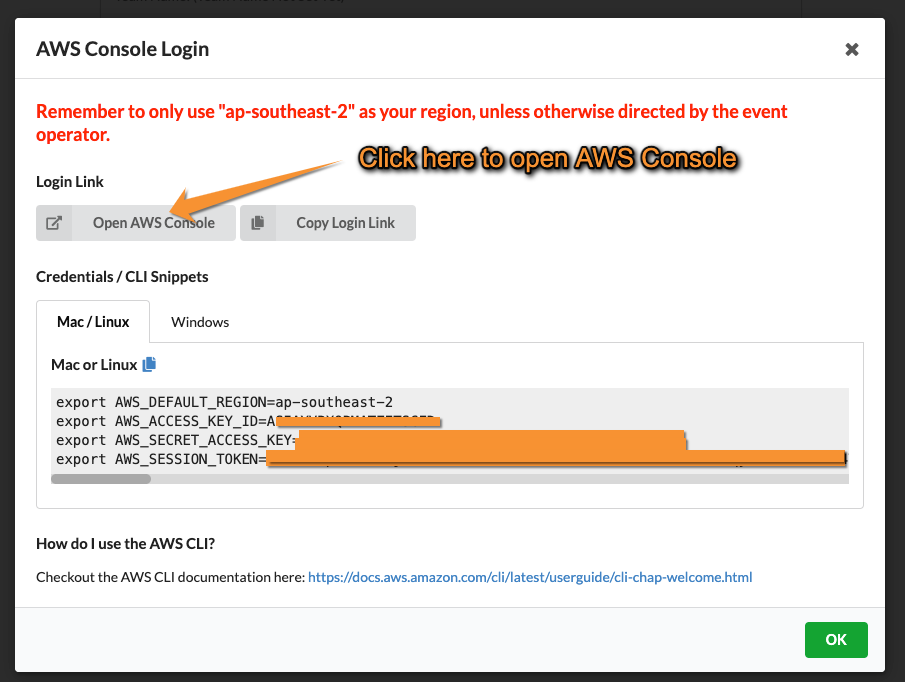 AWS Console Login
Remember to only use "ap-southeast-2" as your region, unless otherwise directed by the event
operator.
Click here to open AWS Console
Login Link
Open AWS Console
Copy Login Link
Credentials / CLI Snippets
Mac / Linux
Windows
Mac or Linux
export AWS_DEFAULT_REGION=ap-southeast-2
export AWS_ACCESS_KEY_ID=
export AWS_SECRET_ACCESS_KEY=
export AWS_SESSION_TOKEN=
How do I use the AWS CLI?
Checkout the AWS CLI documentation here: https://docs.aws.amazon.com/cli/latest/userguide/cli-chap-welcome.html
OK